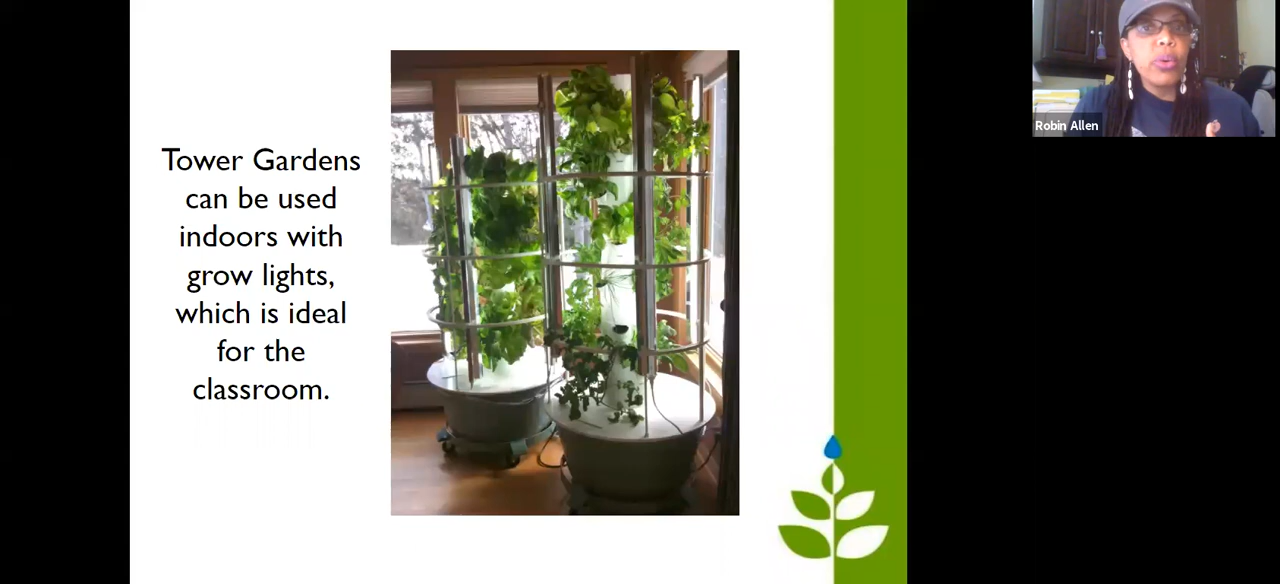 Tower Gardens
can be used
indoors with
grow lights,
which is ideal
for the
classroom.
Robin Allen